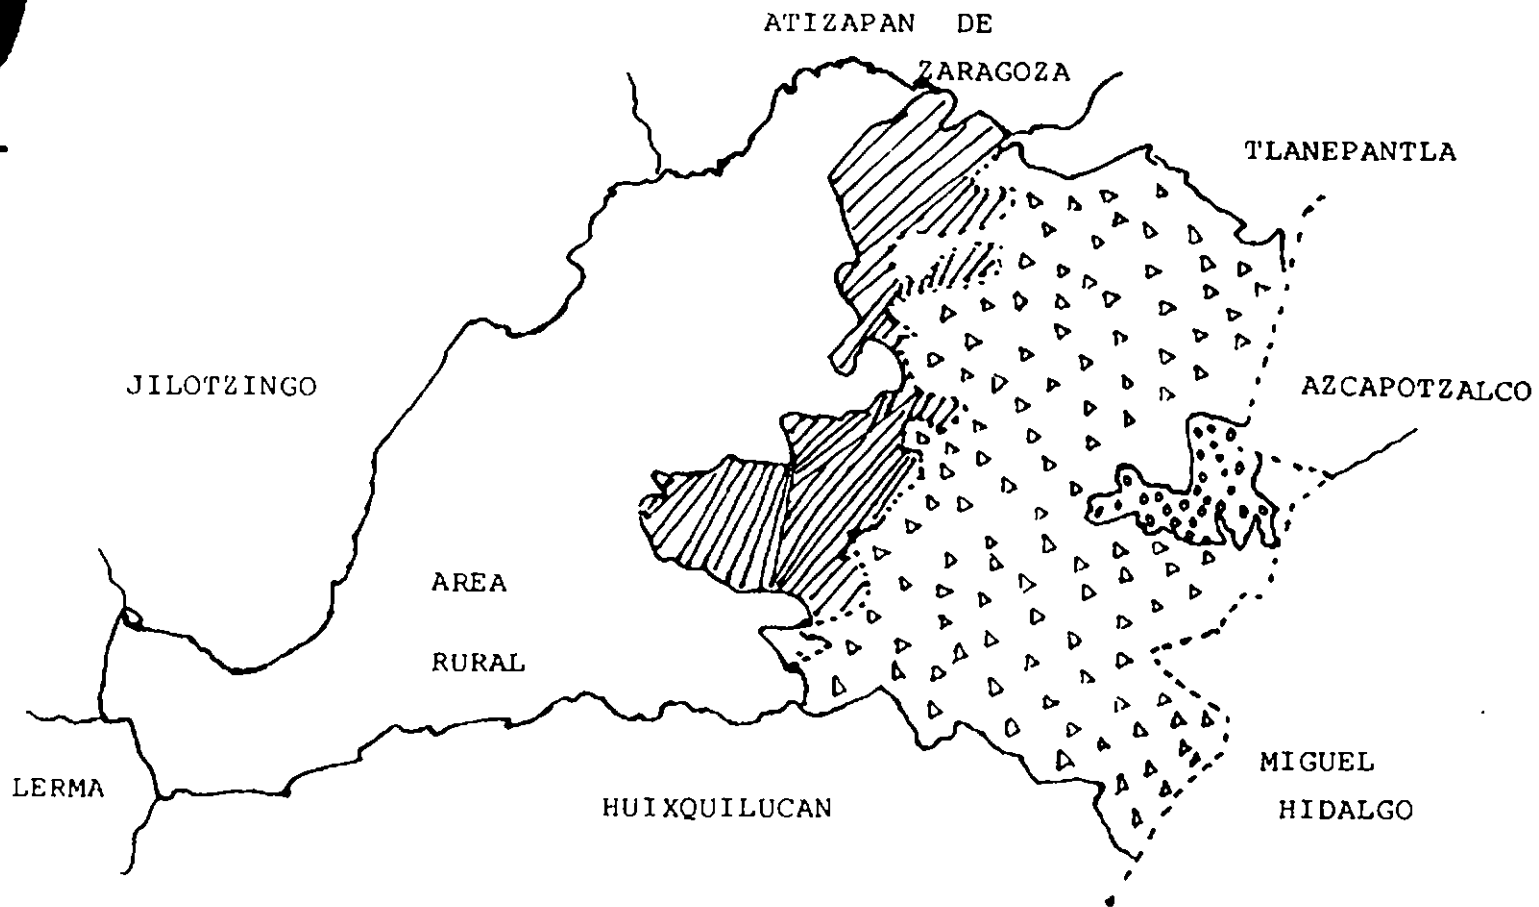 ATIZAPAN DE
ZARAGOZA
TLANEPANTLA
JILOTZINGO
AZCAPOTZALCO
AREA
RURAL
LERMA
HUIXQUILUCAN
MIGUEL
HIDALGO